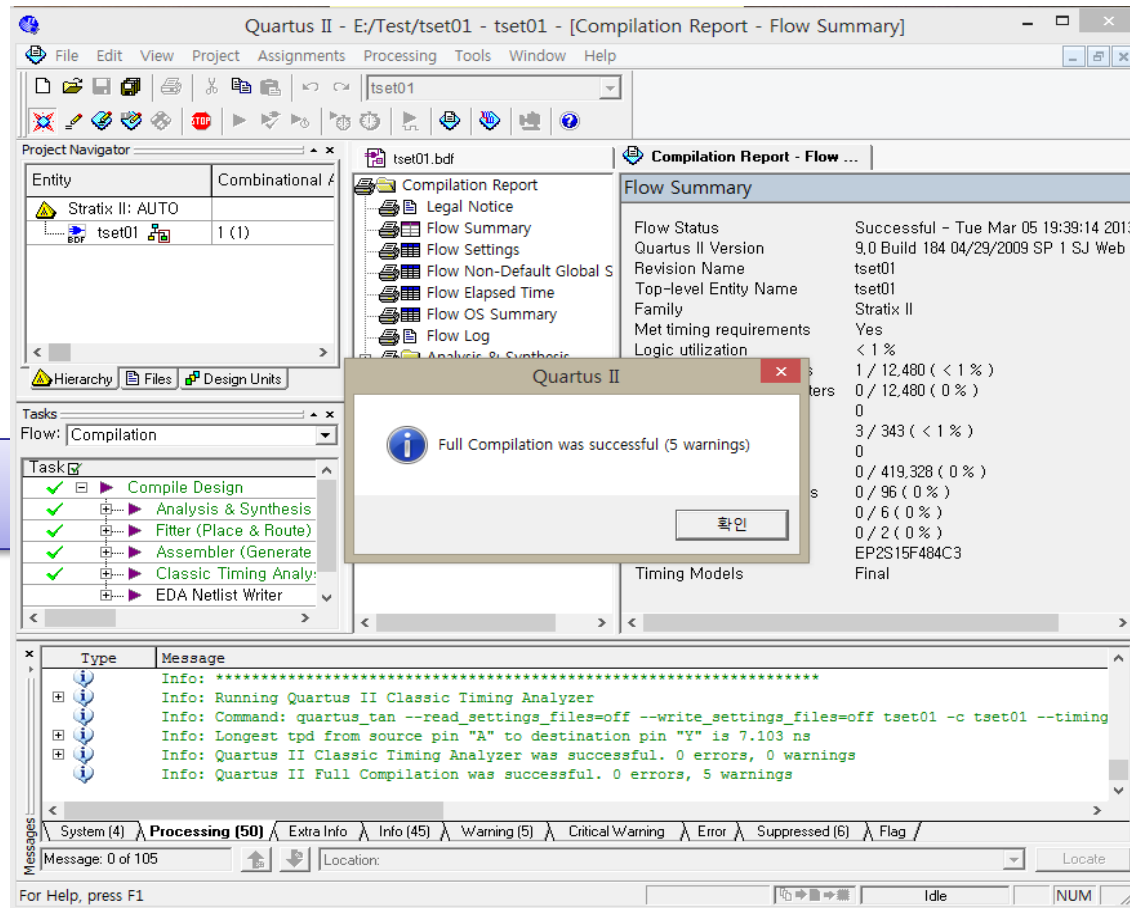 Quartus II - E:/Test/tset01 - tset01 - [Compilation Report - Flow Summary]
File Edit View Project Assignments Processing Tools Window Help
tset01
STOP
Project Navigator
Entity
Combinational A
Stratix II: AUTO
BDF tset01
1 (1)
Hierarchy Files Design Units
Tasks
Flow: Compilation
Task
Compile Design
Analysis & Synthesis
Fitter (Place & Route)
Assembler (Generate
Classic Timing Analy
EDA Netlist Writer
tset01.bdf
Compilation Report
Legal Notice
Flow Summary
Flow Settings
Flow Non-Default Global S
Flow Elapsed Time
Flow OS Summary
Flow Log
Analysis & Synthesis
Compilation Report - Flow ...
Flow Summary
Flow Status Successful - Tue Mar 05 19:39:14 2013
Quartus II Version 9.0 Build 184 04/29/2009 SP 1 SJ Web
Revision Name tset01
Top-level Entity Name tset01
Family Stratix II
Met timing requirements Yes
Logic utilization < 1 %
s 1 / 12,480 ( < 1 % )
ters 0 / 12,480 ( 0 % )
0
3 / 343 ( < 1 % )
0
0 / 419,328 ( 0 % )
s 0 / 96 ( 0 % )
0 / 6 ( 0 % )
0 / 2 ( 0 % )
EP2S15F484C3
Timing Models Final
Quartus II
Full Compilation was successful (5 warnings)
확인
Type Message
Info: *******************************************************************
Info: Running Quartus II Classic Timing Analyzer
Info: Command: quartus_tan --read_settings_files=off --write_settings_files=off tset01 -c tset01 --timing
Info: Longest tpd from source pin "A" to destination pin "Y" is 7.103 ns
Info: Quartus II Classic Timing Analyzer was successful. 0 errors, 0 warnings
Info: Quartus II Full Compilation was successful. 0 errors, 5 warnings
System (4) Processing (50) Extra Info Info (45) Warning (5) Critical Warning Error Suppressed (6) Flag
Messages
Message: 0 of 105
Location:
Locate
For Help, press F1
Idle
NUM